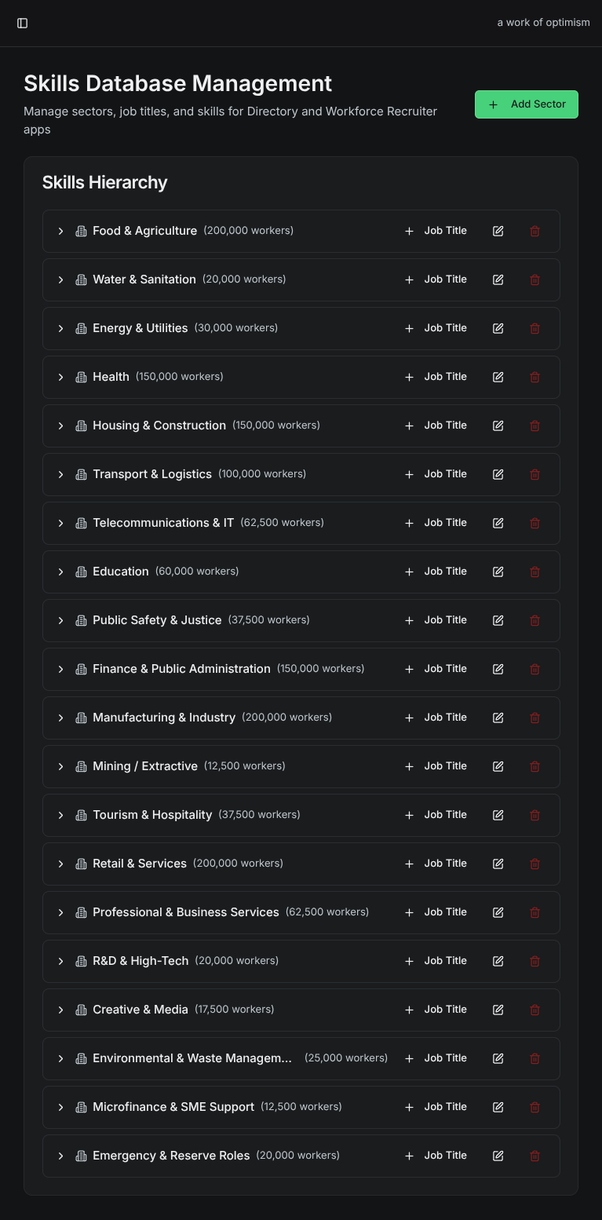 a work of optimism
Skills Database Management
Manage sectors, job titles, and skills for Directory and Workforce Recruiter
apps
Add Sector
Skills Hierarchy
Food & Agriculture (200,000 workers) Job Title
Water & Sanitation (20,000 workers) Job Title
Energy & Utilities (30,000 workers) Job Title
Health (150,000 workers) Job Title
Housing & Construction (150,000 workers) Job Title
Transport & Logistics (100,000 workers) Job Title
Telecommunications & IT (62,500 workers) Job Title
Education (60,000 workers) Job Title
Public Safety & Justice (37,500 workers) Job Title
Finance & Public Administration (150,000 workers) Job Title
Manufacturing & Industry (200,000 workers) Job Title
Mining / Extractive (12,500 workers) Job Title
Tourism & Hospitality (37,500 workers) Job Title
Retail & Services (200,000 workers) Job Title
Professional & Business Services (62,500 workers) Job Title
R&D & High-Tech (20,000 workers) Job Title
Creative & Media (17,500 workers) Job Title
Environmental & Waste Managem... (25,000 workers) Job Title
Microfinance & SME Support (12,500 workers) Job Title
Emergency & Reserve Roles (20,000 workers) Job Title